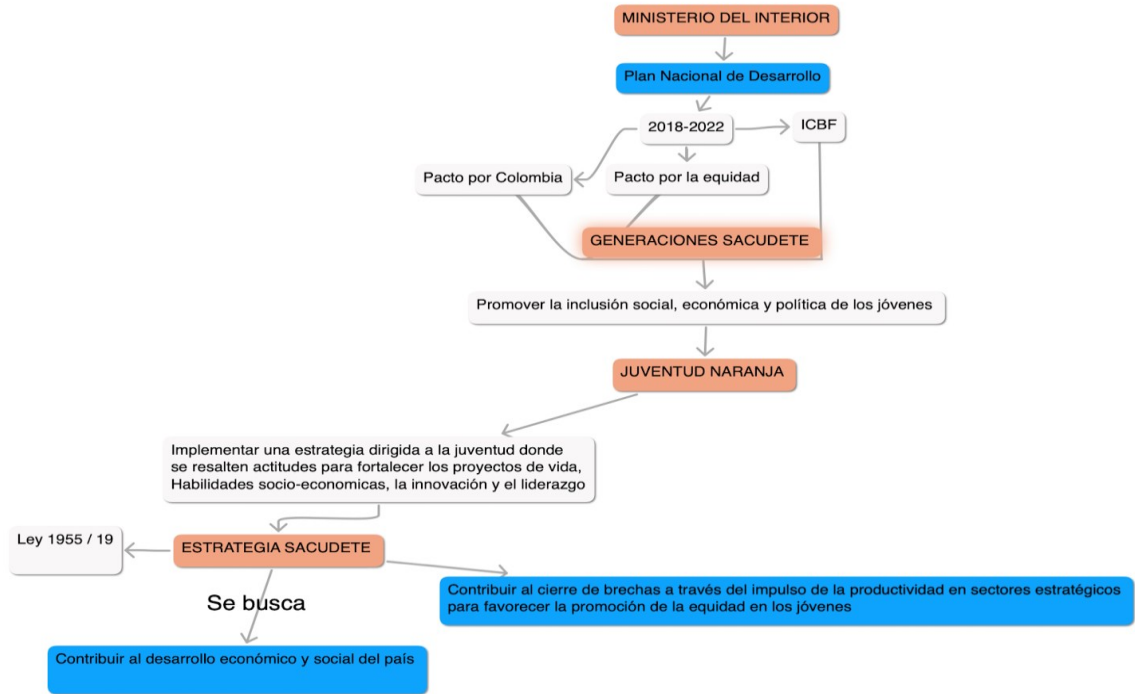 MINISTERIO DEL INTERIOR
Plan Nacional de Desarrollo
2018-2022
ICBF
Pacto por Colombia
Pacto por la equidad
GENERACIONES SACUDETE
Promover la inclusión social, económica y política de los jóvenes
JUVENTUD NARANJA
Implementar una estrategia dirigida a la juventud donde
se resalten actitudes para fortalecer los proyectos de vida,
Habilidades socio-economicas, la innovación y el liderazgo
Ley 1955 / 19
ESTRATEGIA SACUDETE
Se busca
Contribuir al cierre de brechas a través del impulso de la productividad en sectores estratégicos
para favorecer la promoción de la equidad en los jóvenes
Contribuir al desarrollo económico y social del país